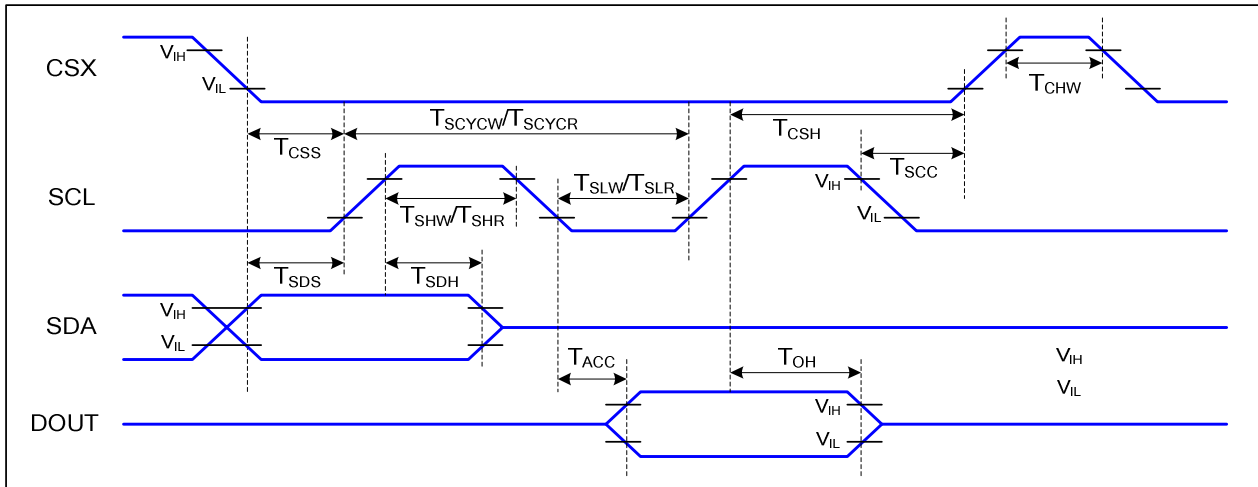 CSX
VIH
VIL
TCHW
TSCYCW/TSCYCR
TCSH
TCSS
TSCC
SCL
TSLW/TSLR
VIH
TSHW/TSHR
VIL
TSDS
TSDH
SDA
VIH
VIL
TACC
TOH
VIH
VIL
DOUT
VIH
VIL